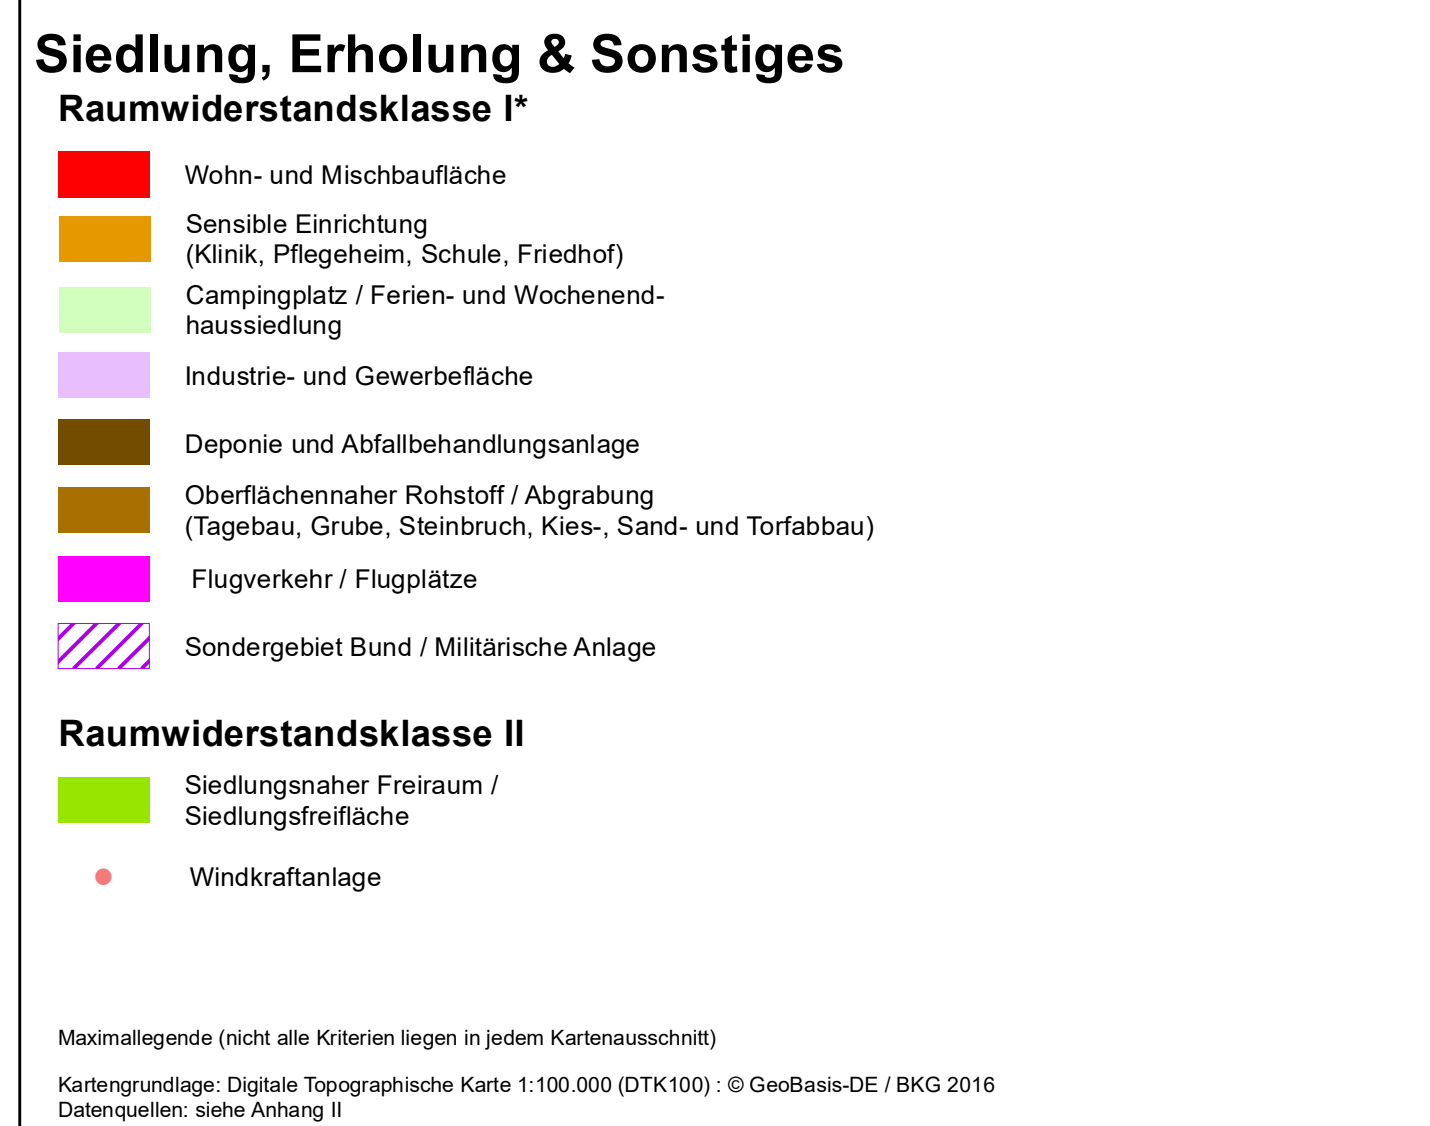 Siedlung, Erholung & Sonstiges
Raumwiderstandsklasse I*
Wohn- und Mischbaufläche
Sensible Einrichtung
(Klinik, Pflegeheim, Schule, Friedhof)
Campingplatz / Ferien- und Wochenend-
haussiedlung
Industrie- und Gewerbefläche
Deponie und Abfallbehandlungsanlage
Oberflächennaher Rohstoff / Abgrabung
(Tagebau, Grube, Steinbruch, Kies-, Sand- und Torfabbau)
Flugverkehr / Flugplätze
Sondergebiet Bund / Militärische Anlage
Raumwiderstandsklasse II
Siedlungsnaher Freiraum /
Siedlungsfreifläche
Windkraftanlage
Maximallegende (nicht alle Kriterien liegen in jedem Kartenausschnitt)
Kartengrundlage: Digitale Topographische Karte 1:100.000 (DTK100) : © GeoBasis-DE / BKG 2016
Datenquellen: siehe Anhang II